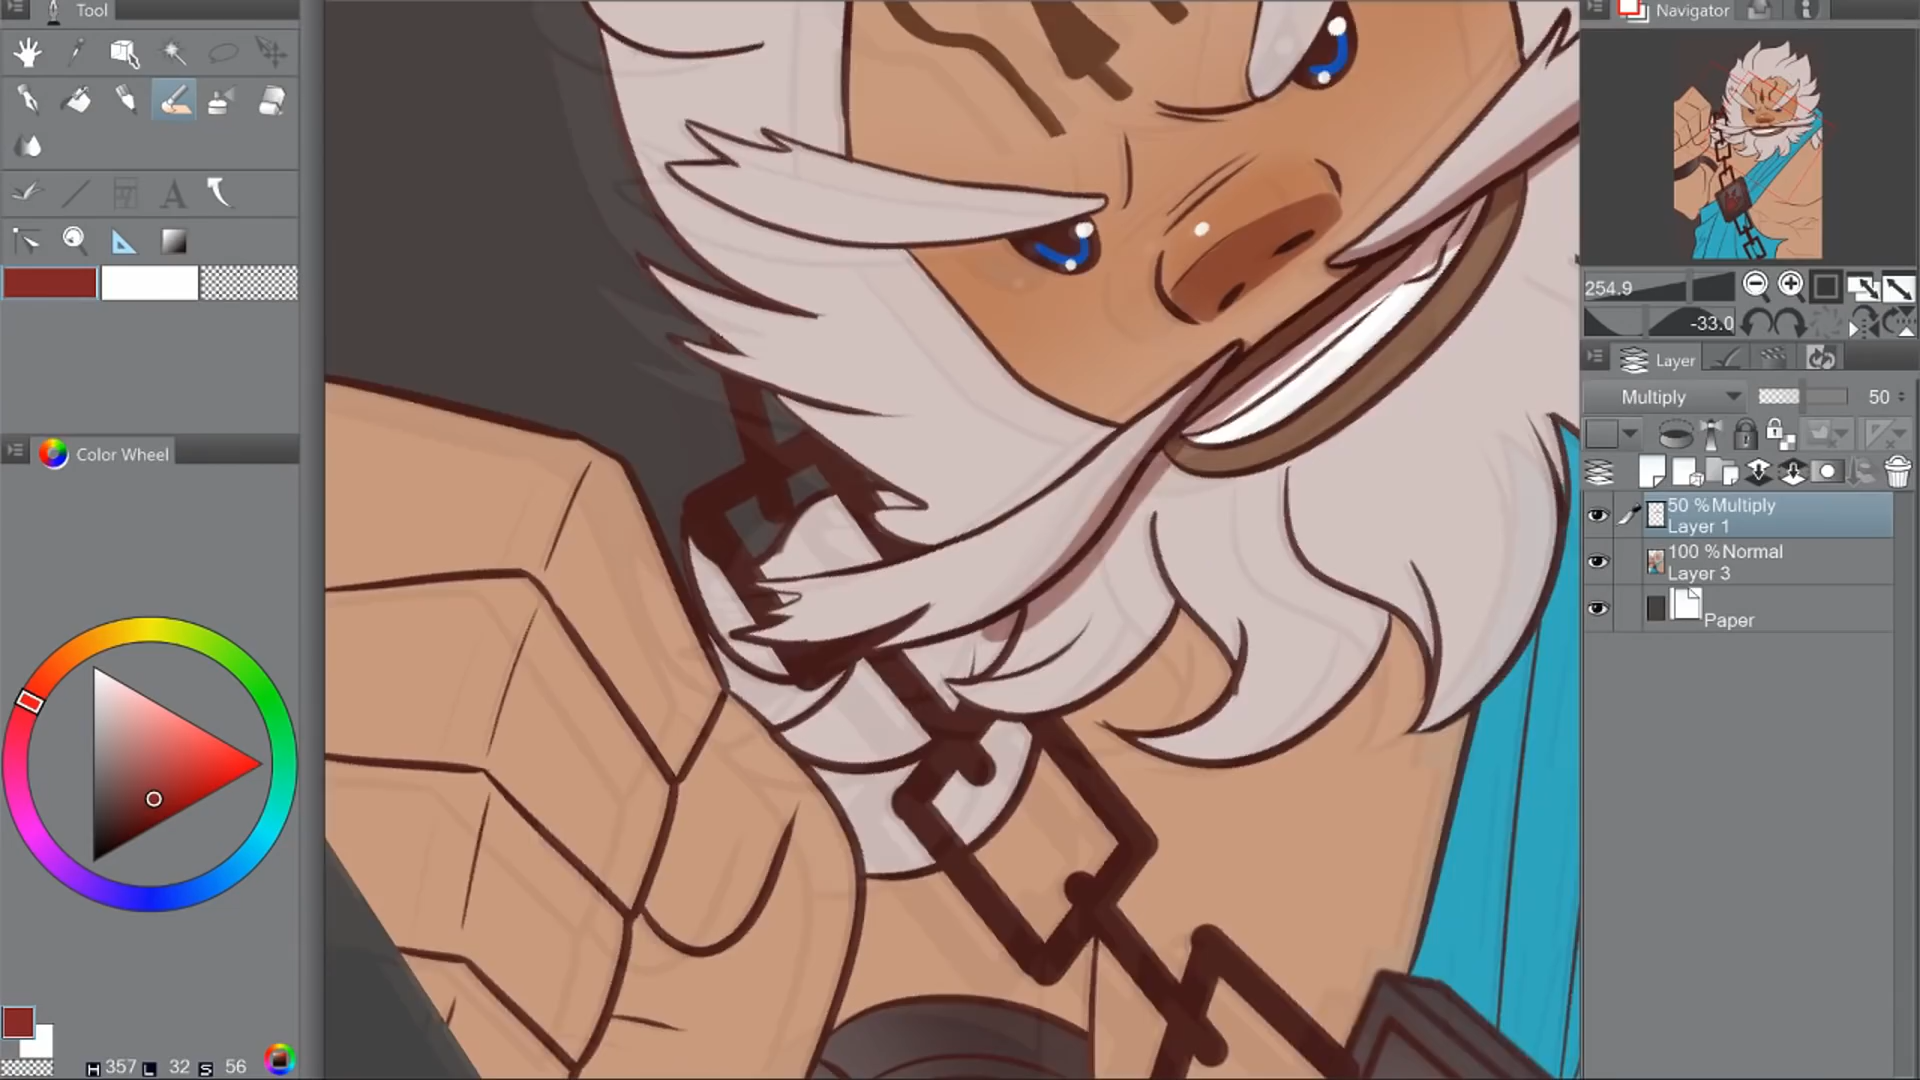 Tool
A
Color Wheel
H 357 L 32 S 56
Navigator
i
254.9
-33.0
Layer
Multiply
50
50 %Multiply
Layer 1
100 %Normal
Layer 3
Paper